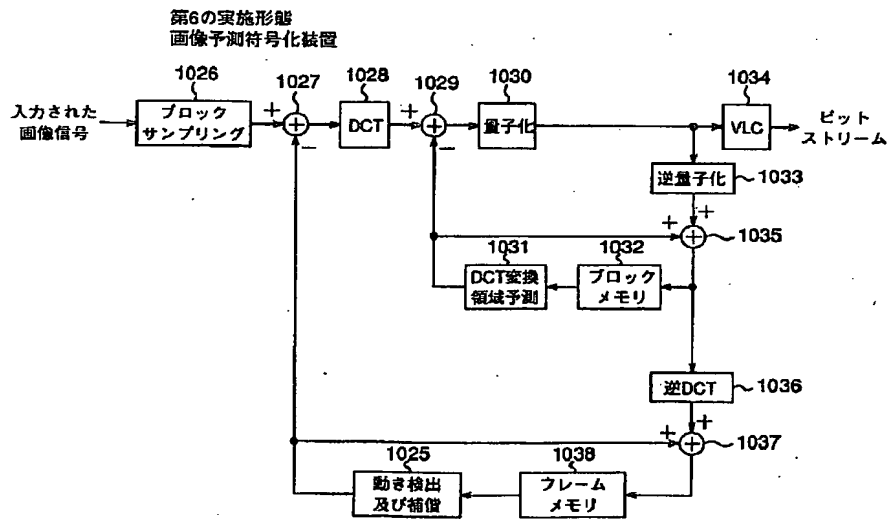 第6の実施形態
画像予測符号化装置
1026
1027
1028
1029
1030
1034
入力された
画像信号
ブロック
サンプリング
+
+
−
DCT
+
+
−
量子化
VLC
ビット
ストリーム
逆量子化
1033
+
+
+
1035
1031
1032
DCT変換
領域予測
ブロック
メモリ
逆DCT
1036
+
+
+
1037
1025
1038
動き検出
及び補償
フレーム
メモリ